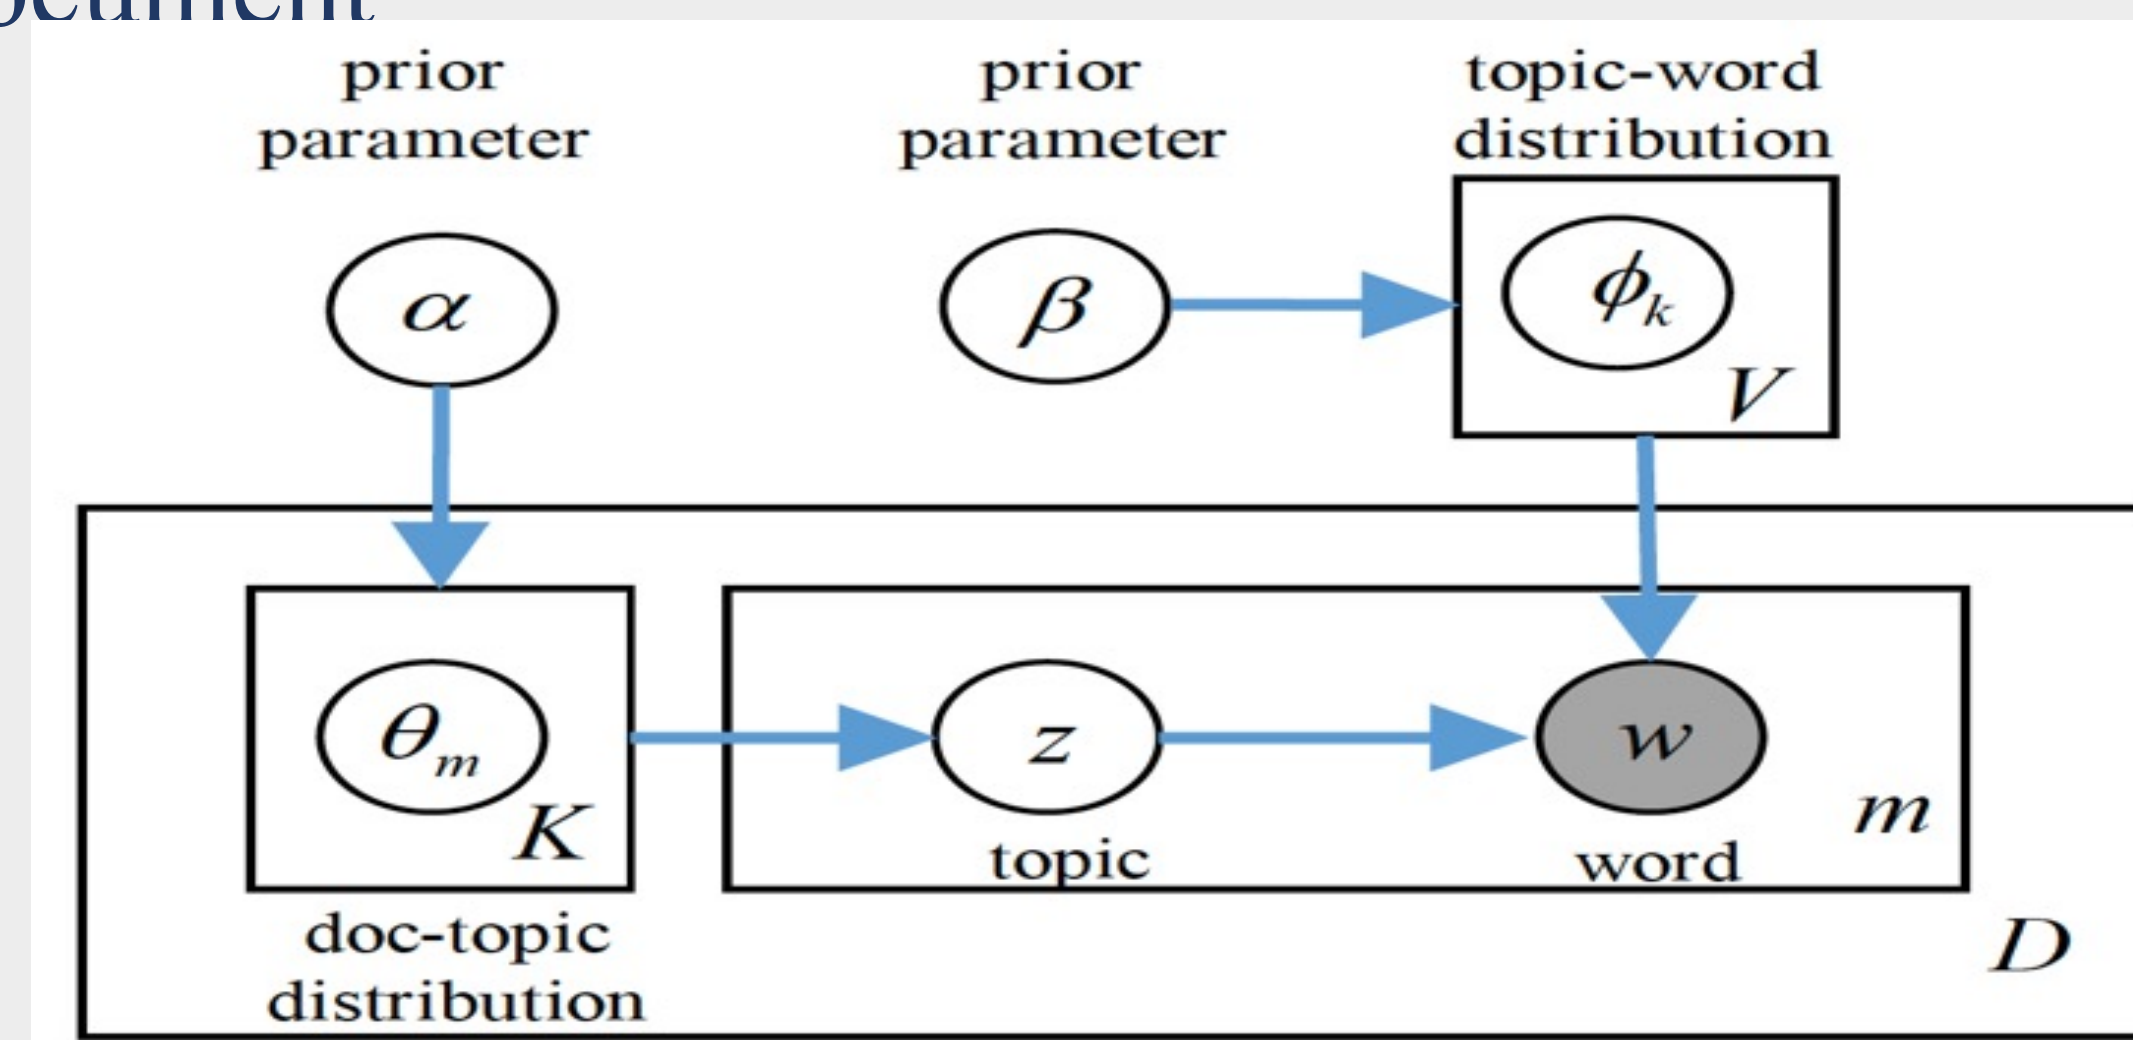 prior
parameter
prior
parameter
topic-word
distribution
α
β
ϕk
V
θm
K
z
topic
w
word
m
doc-topic
distribution
D